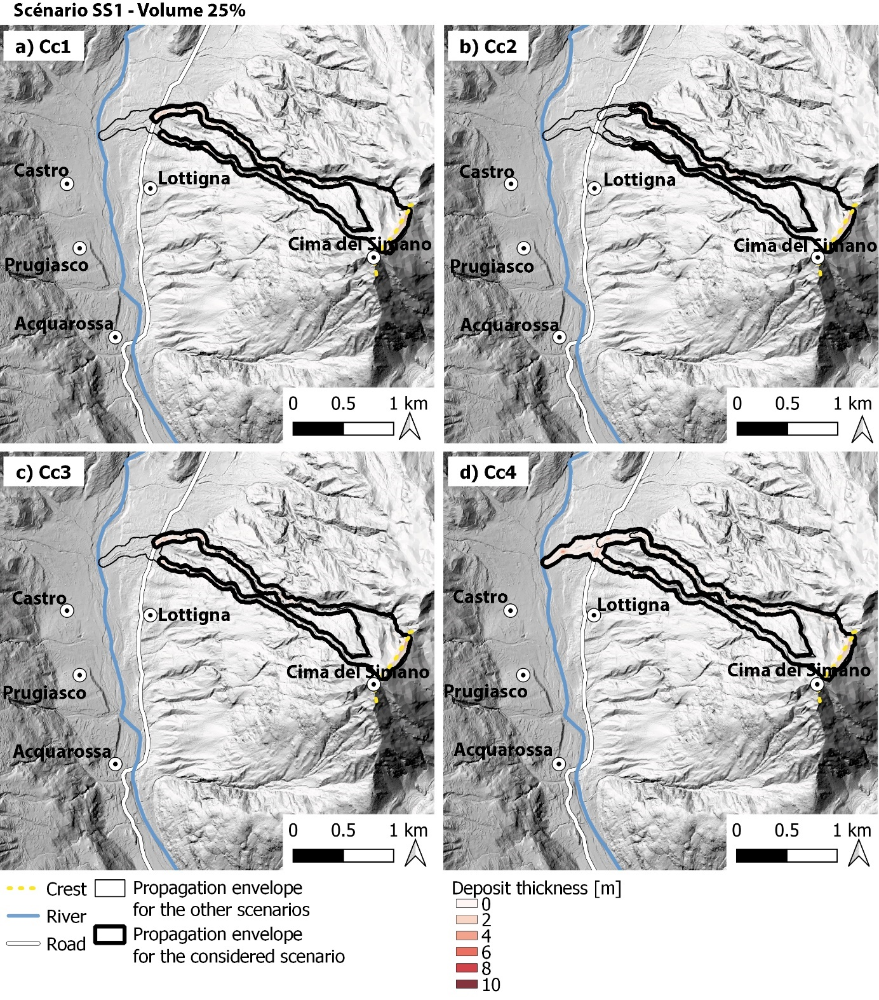 Scénario SS1 - Volume 25%
a) Cc1
Castro
Lottigna
Cima del Simano
Prugiasco
Acquarossa
0 0.5 1 km
b) Cc2
Castro
Lottigna
Cima del Simano
Prugiasco
Acquarossa
0 0.5 1 km
c) Cc3
Castro
Lottigna
Cima del Simano
Prugiasco
Acquarossa
0 0.5 1 km
d) Cc4
Castro
Lottigna
Cima del Simano
Prugiasco
Acquarossa
0 0.5 1 km
Crest
River
Road
Propagation envelope
for the other scenarios
Propagation envelope
for the considered scenario
Deposit thickness [m]
0
2
4
6
8
10